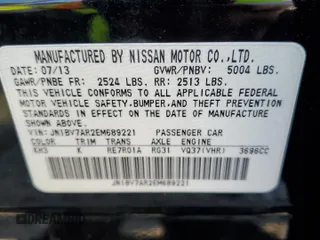 MANUFACTURED BY NISSAN MOTOR CO.,LTD.
DATE: 07/13 GVWR/PNBV: 5004 LBS.
GAWR/PNBE FR: 2524 LBS. RR: 2513 LBS.
THIS VEHICLE CONFORMS TO ALL APPLICABLE FEDERAL
MOTOR VEHICLE SAFETY,BUMPER,AND THEFT PREVENTION
STANDARDS IN EFFECT ON THE DATE OF MANUFACTURE
SHOWN ABOVE.
VIN: JN1BV7AR2EM689221 PASSENGER CAR
COLOR TRIM TRANS AXLE ENGINE
KH3 K RE7R01A RG31 VQ37(VHR) 3696CC
JN1BV7AR2EM689221